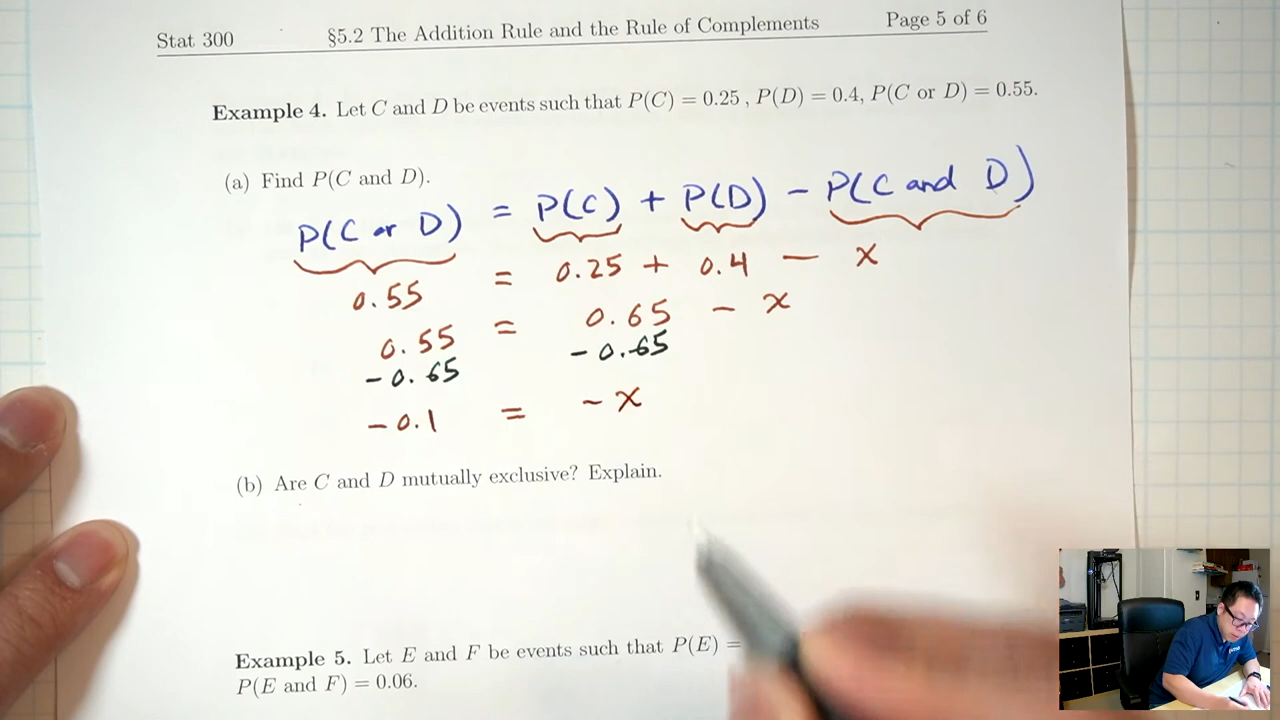 Stat 300 §5.2 The Addition Rule and the Rule of Complements Page 5 of 6
Example 4. Let C and D be events such that P(C) = 0.25 , P(D) = 0.4, P(C or D) = 0.55.
(a) Find P(C and D).
P(C or D) = P(C) + P(D) − P(C and D)
0.55 = 0.25 + 0.4 − x
0.55 = 0.65 − x
−0.65 −0.65
−0.1 = −x
(b) Are C and D mutually exclusive? Explain.
Example 5. Let E and F be events such that P(E) =
P(E and F) = 0.06.